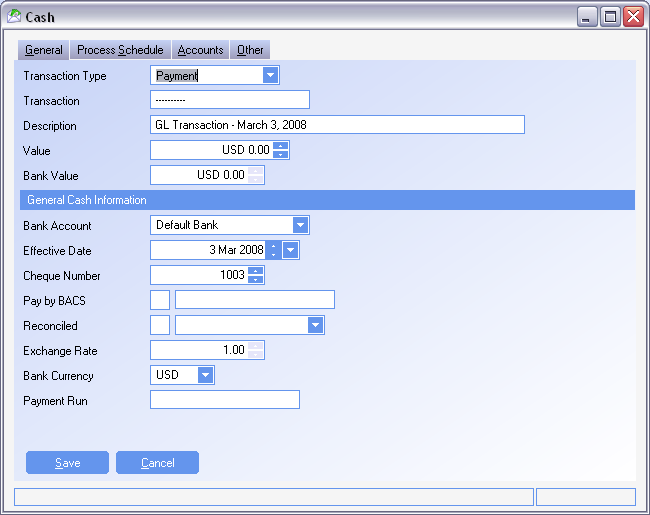 Cash
General Process Schedule Accounts Other
Transaction Type Payment
Transaction ----------
Description GL Transaction - March 3, 2008
Value USD 0.00
Bank Value USD 0.00
General Cash Information
Bank Account Default Bank
Effective Date 3 Mar 2008
Cheque Number 1003
Pay by BACS
Reconciled
Exchange Rate 1.00
Bank Currency USD
Payment Run
Save Cancel